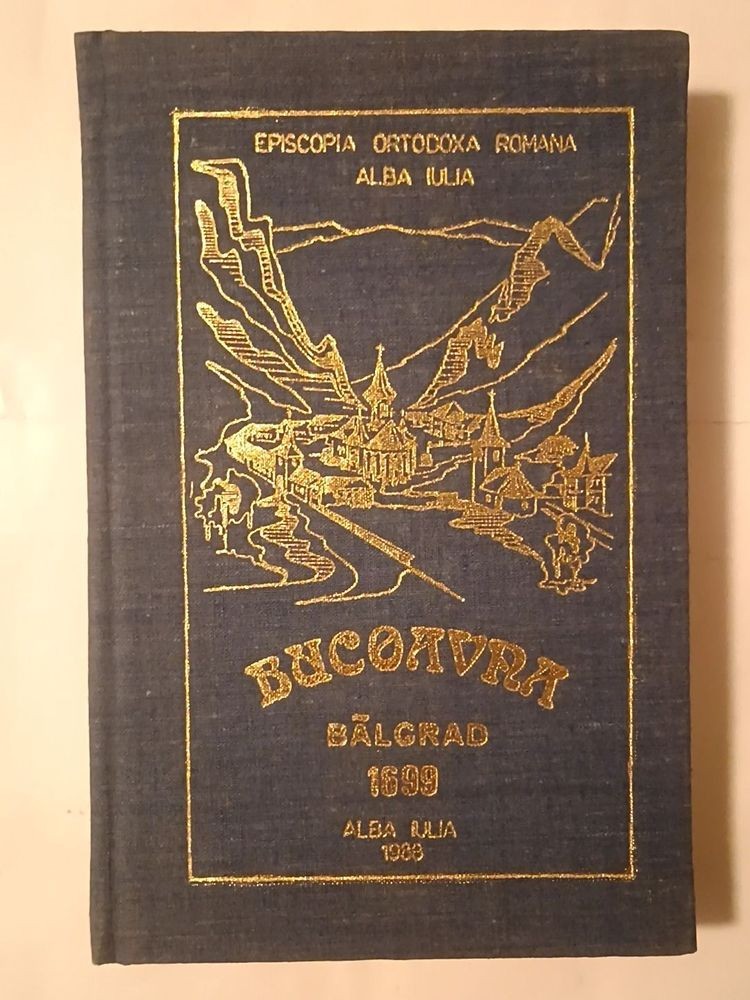 EPISCOPIA ORTODOXA ROMANA
ALBA IULIA
BUCOAVNA
BĂLGRAD
1699
ALBA IULIA
1988